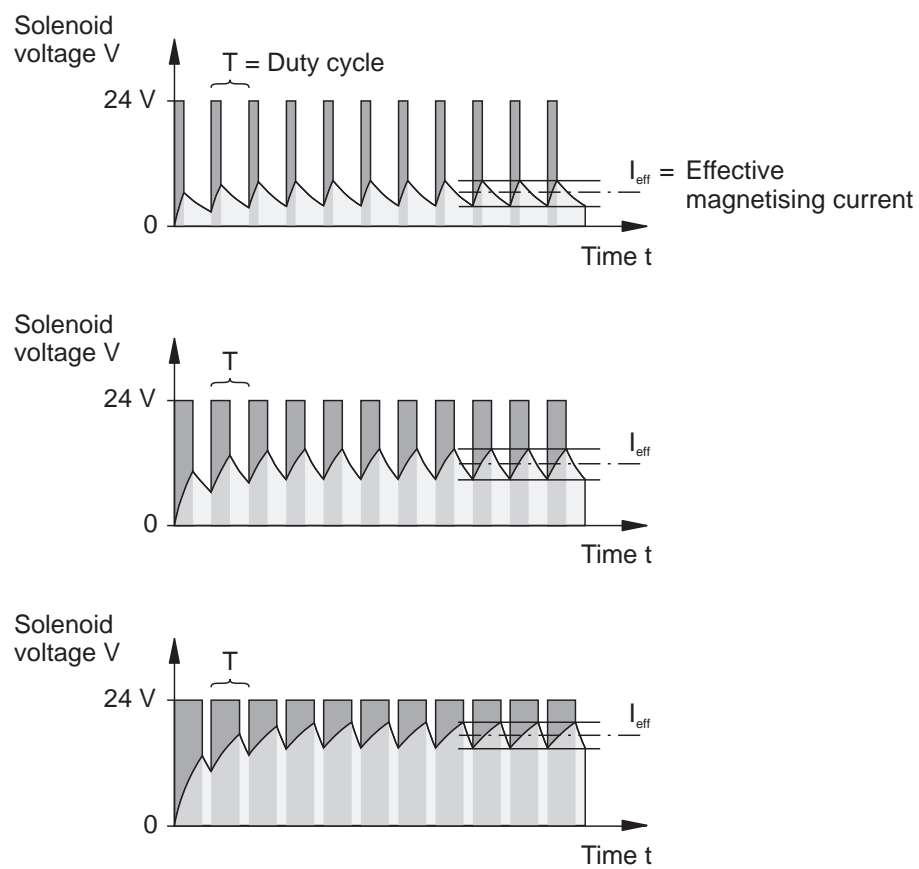 Solenoid
voltage V
T = Duty cycle
24 V
I_eff = Effective
magnetising current
0
Time t
Solenoid
voltage V
T
24 V
I_eff
0
Time t
Solenoid
voltage V
T
24 V
I_eff
0
Time t